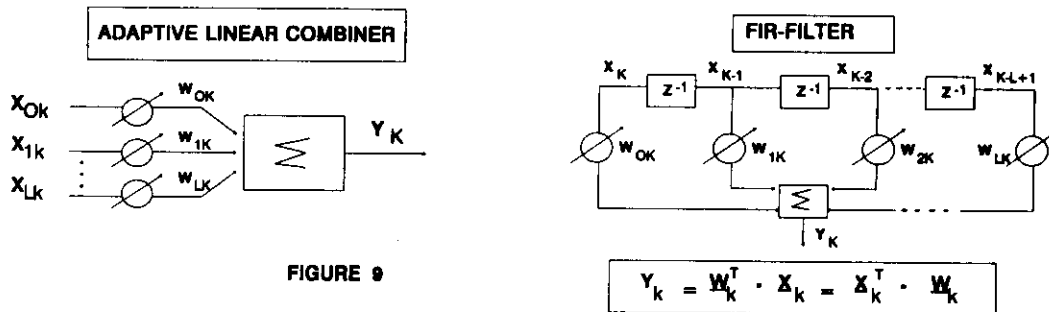 ADAPTIVE LINEAR COMBINER
X0k
W0K
X1k
W1K
XLk
WLK
Σ
YK
FIGURE 9
FIR-FILTER
XK
XK-1
XK-2
XK-L+1
Z-1
Z-1
Z-1
W0K
W1K
W2K
WLK
Σ
YK
Yk = WkT · Xk = XkT · Wk